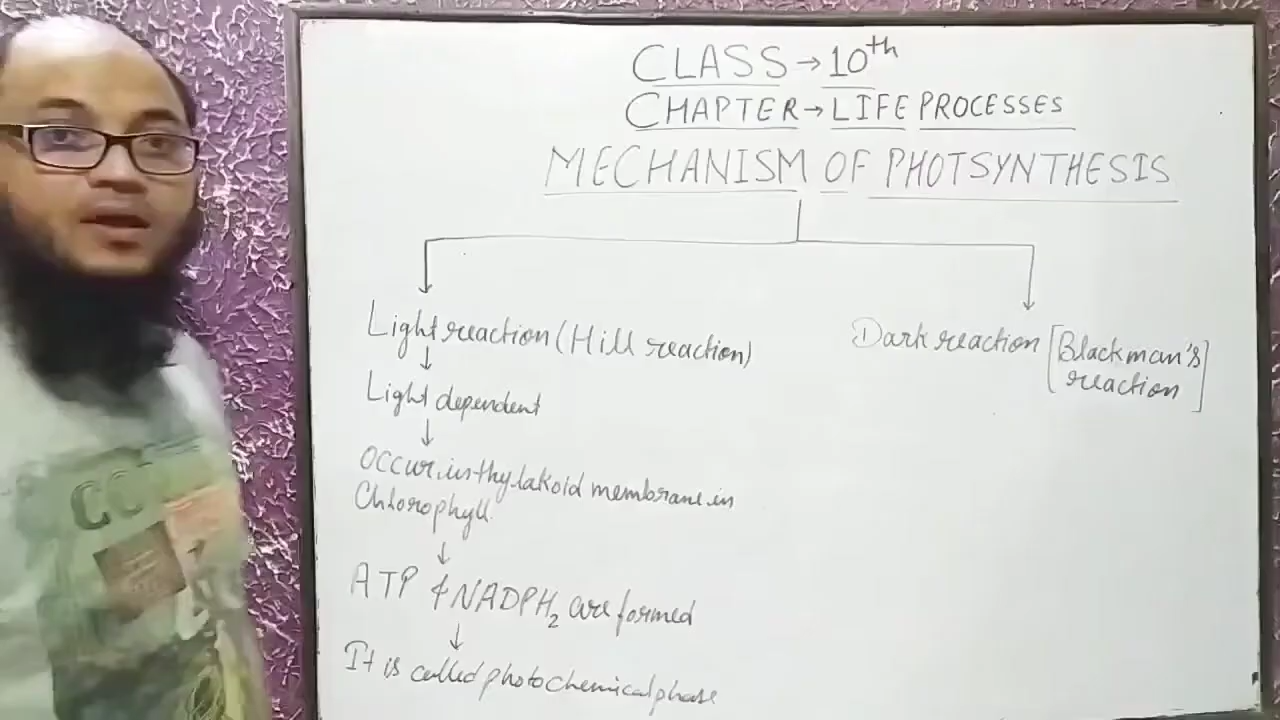 CLASS → 10th
CHAPTER → LIFE PROCESSES
MECHANISM OF PHOTSYNTHESIS
Light reaction (Hill reaction)
↓
Light dependent
↓
Occur in thylakoid membrane in
Chlorophyll.
↓
ATP & NADPH₂ are formed
↓
It is called photochemical phase
Dark reaction [Blackman's
reaction]